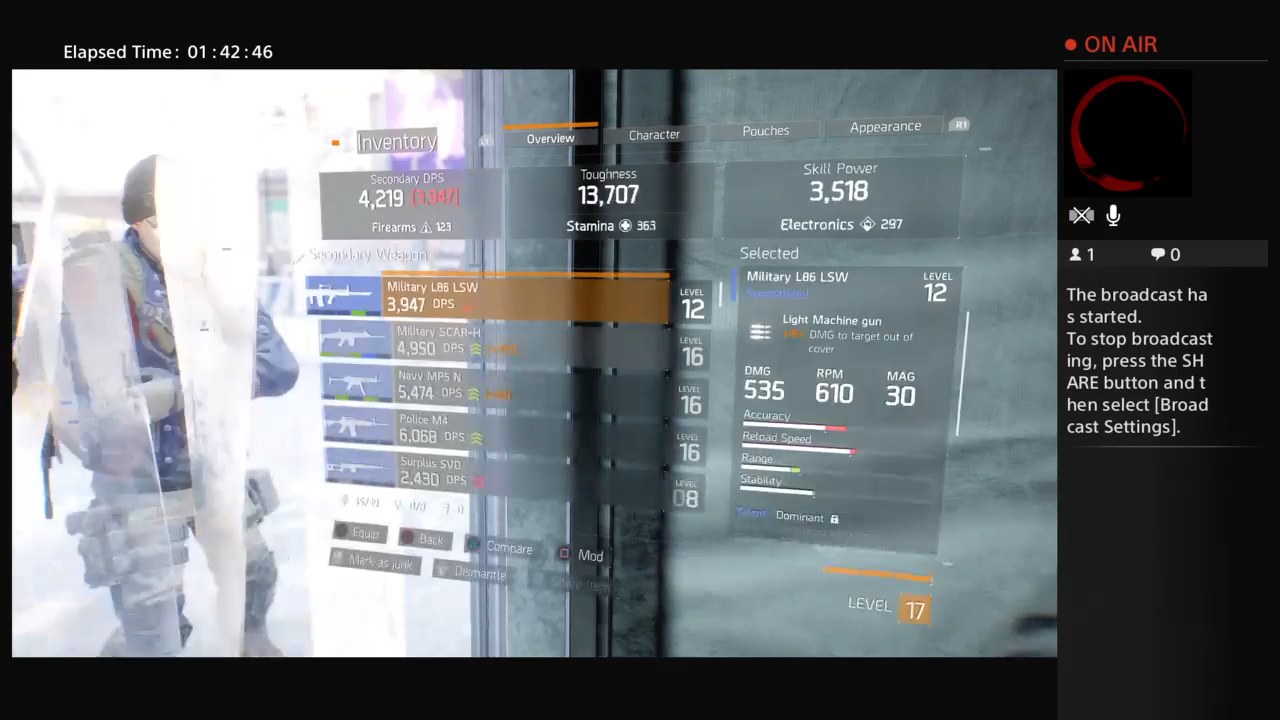 Elapsed Time: 01:42:46
ON AIR
Inventory
L1
Overview
Character
Pouches
Appearance
R1
Secondary DPS
4,219 [3,947]
Firearms 123
Toughness
13,707
Stamina 363
Skill Power
3,518
Electronics 297
Secondary Weapon
Military L86 LSW
3,947 DPS
LEVEL
12
Military SCAR-H
4,950 DPS
LEVEL
16
Navy MP5 N
5,474 DPS
LEVEL
16
Police M4
6,068 DPS
LEVEL
16
Surplus SVD
2,430 DPS
LEVEL
08
Equip
Back
Compare
Mod
Mark as junk
Dismantle
Selected
Military L86 LSW
LEVEL
12
Light Machine gun
DMG to target out of
cover
DMG
535
RPM
610
MAG
30
Accuracy
Reload Speed
Range
Stability
Talent Dominant
LEVEL 17
1
0
The broadcast ha
s started.
To stop broadcast
ing, press the SH
ARE button and t
hen select [Broad
cast Settings].